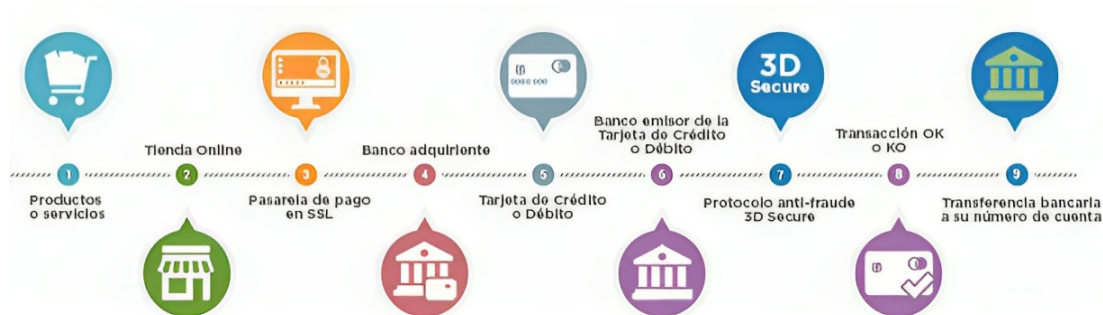 1
Productos
o servicios
Tienda Online
2
3
Pasarela de pago
en SSL
Banco adquiriente
4
5
Tarjeta de Crédito
o Débito
Banco emisor de la
Tarjeta de Crédito
o Débito
6
3D
Secure
7
Protocolo anti-fraude
3D Secure
Transacción OK
o KO
8
9
Transferencia bancaria
a su número de cuenta